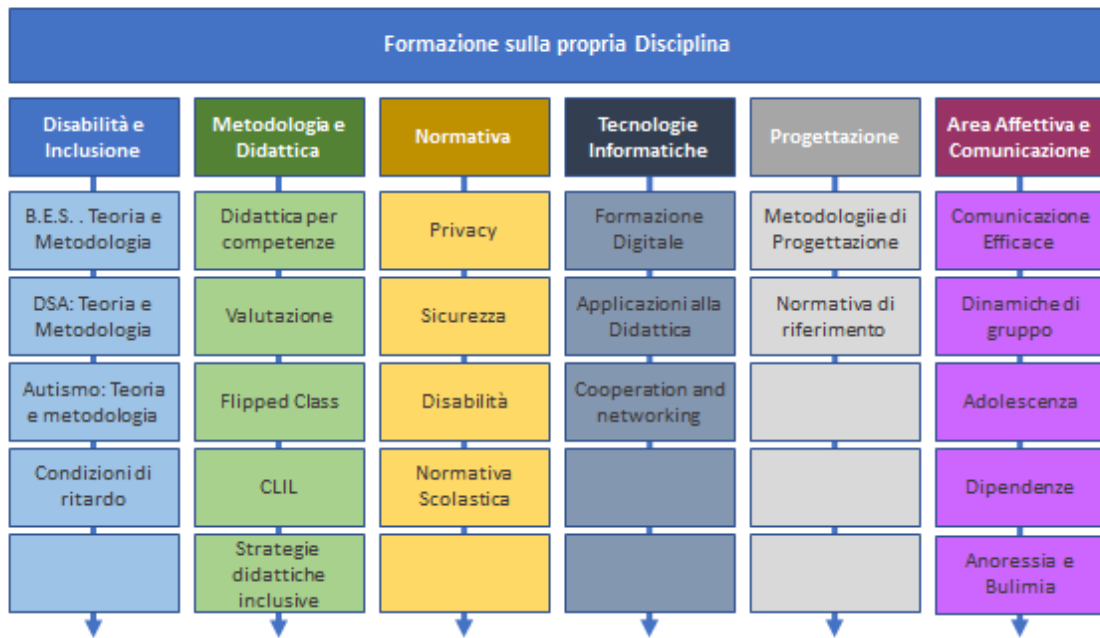 Formazione sulla propria Disciplina
Disabilità e
Inclusione
Metodologia e
Didattica
Normativa
Tecnologie
Informatiche
Progettazione
Area Affettiva e
Comunicazione
B.E.S. . Teoria e
Metodologia
Didattica per
competenze
Privacy
Formazione
Digitale
Metodologiie di
Progettazione
Comunicazione
Efficace
DSA: Teoria e
Metodologia
Valutazione
Sicurezza
Applicazioni alla
Didattica
Normativa di
riferimento
Dinamiche di
gruppo
Autismo: Teoria
e metodologia
Flipped Class
Disabilità
Cooperation and
networking
Adolescenza
Condizioni di
ritardo
CLIL
Normativa
Scolastica
Dipendenze
Strategie
didattiche
inclusive
Anoressia e
Bulimia